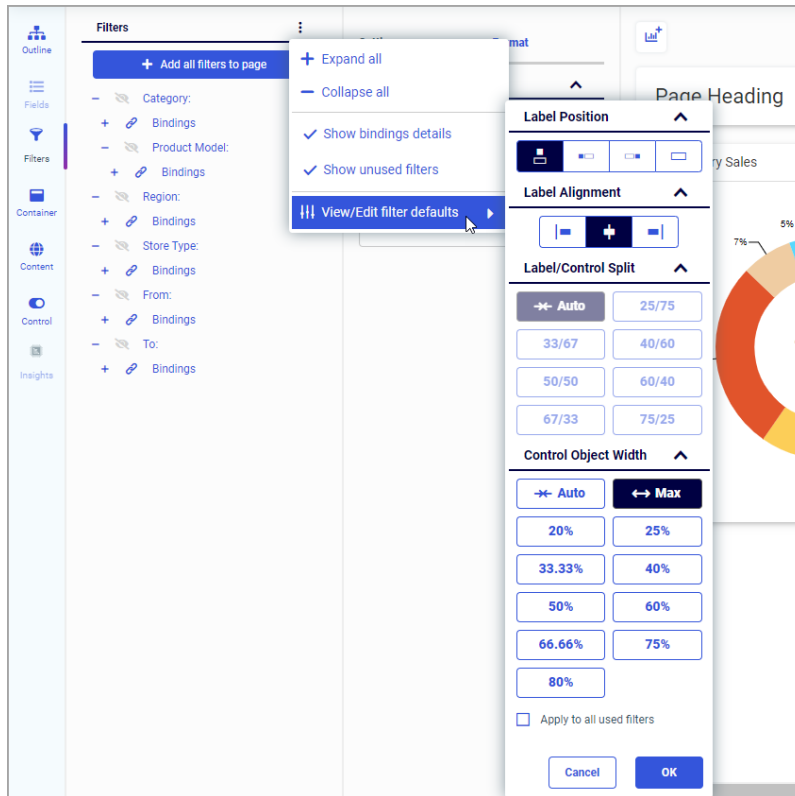 Outline
Fields
Filters
Container
Content
Control
Insights
Filters
Add all filters to page
Category:
Bindings
Product Model:
Bindings
Region:
Bindings
Store Type:
Bindings
From:
Bindings
To:
Bindings
Expand all
Collapse all
Show bindings details
Show unused filters
View/Edit filter defaults
Label Position
Label Alignment
Label/Control Split
Auto 25/75
33/67 40/60
50/50 60/40
67/33 75/25
Control Object Width
Auto Max
20% 25%
33.33% 40%
50% 60%
66.66% 75%
80%
Apply to all used filters
Cancel OK
Page Heading
ry Sales
5%
7%